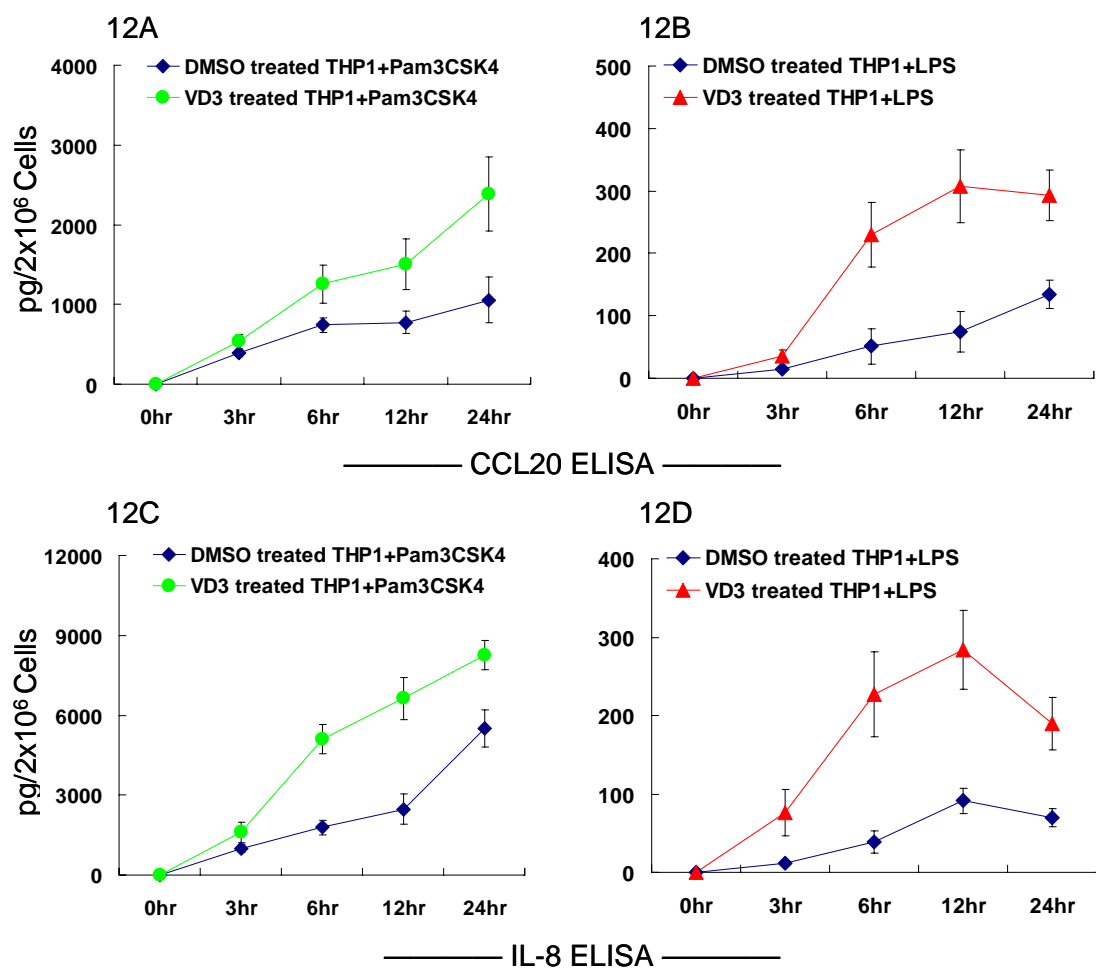 12A
DMSO treated THP1+Pam3CSK4
VD3 treated THP1+Pam3CSK4
4000
3000
2000
1000
0
pg/2x10⁶ Cells
0hr 3hr 6hr 12hr 24hr
12B
DMSO treated THP1+LPS
VD3 treated THP1+LPS
500
400
300
200
100
0
0hr 3hr 6hr 12hr 24hr
CCL20 ELISA
12C
DMSO treated THP1+Pam3CSK4
VD3 treated THP1+Pam3CSK4
12000
9000
6000
3000
0
pg/2x10⁶ Cells
0hr 3hr 6hr 12hr 24hr
12D
DMSO treated THP1+LPS
VD3 treated THP1+LPS
400
300
200
100
0
0hr 3hr 6hr 12hr 24hr
IL-8 ELISA